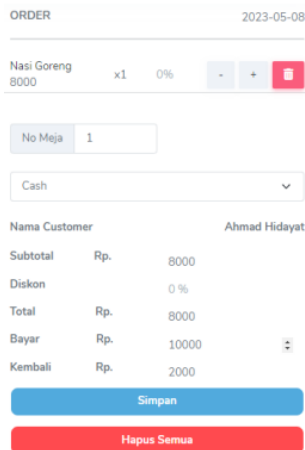 ORDER 2023-05-08
Nasi Goreng
8000 x1 0% - +
No Meja 1
Cash
Nama Customer Ahmad Hidayat
Subtotal Rp. 8000
Diskon 0 %
Total Rp. 8000
Bayar Rp. 10000
Kembali Rp. 2000
Simpan
Hapus Semua